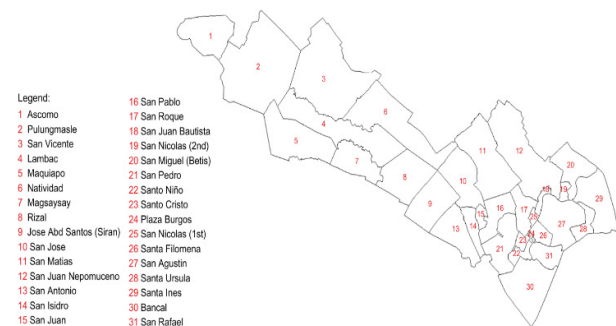 Legend:
1 Ascomo
2 Pulungmasle
3 San Vicente
4 Lambac
5 Maquiapo
6 Natividad
7 Magsaysay
8 Rizal
9 Jose Abd Santos (Siran)
10 San Jose
11 San Matias
12 San Juan Nepomuceno
13 San Antonio
14 San Isidro
15 San Juan
16 San Pablo
17 San Roque
18 San Juan Bautista
19 San Nicolas (2nd)
20 San Miguel (Betis)
21 San Pedro
22 Santo Niño
23 Santo Cristo
24 Plaza Burgos
25 San Nicolas (1st)
26 Santa Filomena
27 San Agustin
28 Santa Ursula
29 Santa Ines
30 Bancal
31 San Rafael
1
2
3
4
5
6
7
8
9
10
11
12
13
14
15
16
17
18
19
20
21
22
23
24
25
26
27
28
29
30
31